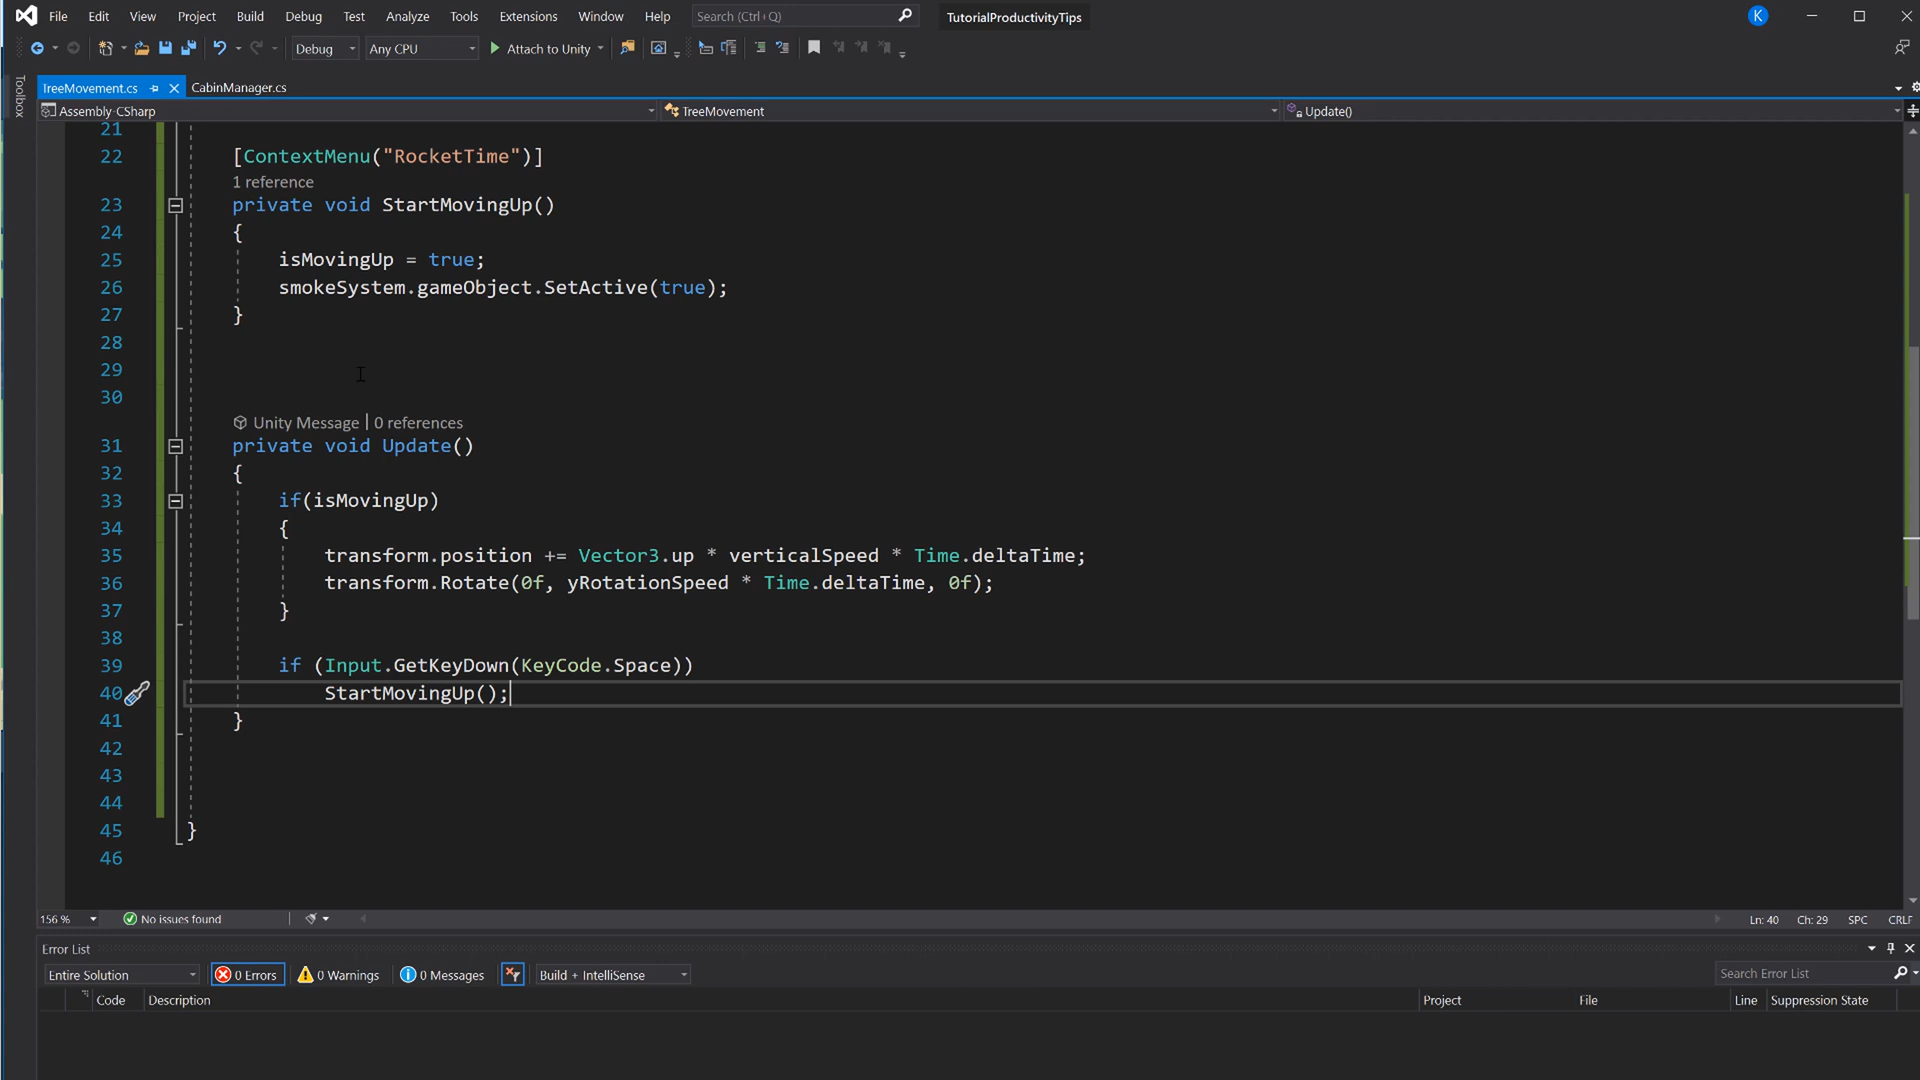 File Edit View Project Build Debug Test Analyze Tools Extensions Window Help Search (Ctrl+Q) TutorialProductivityTips K
Debug Any CPU Attach to Unity
Toolbox
TreeMovement.cs CabinManager.cs
Assembly-CSharp TreeMovement Update()
21
22 [ContextMenu("RocketTime")]
1 reference
23 private void StartMovingUp()
24 {
25 isMovingUp = true;
26 smokeSystem.gameObject.SetActive(true);
27 }
28
29
30
Unity Message | 0 references
31 private void Update()
32 {
33 if(isMovingUp)
34 {
35 transform.position += Vector3.up * verticalSpeed * Time.deltaTime;
36 transform.Rotate(0f, yRotationSpeed * Time.deltaTime, 0f);
37 }
38
39 if (Input.GetKeyDown(KeyCode.Space))
40 StartMovingUp();
41 }
42
43
44
45 }
46
156 % No issues found Ln: 40 Ch: 29 SPC CRLF
Error List
Entire Solution 0 Errors 0 Warnings 0 Messages Build + IntelliSense Search Error List
Code Description Project File Line Suppression State